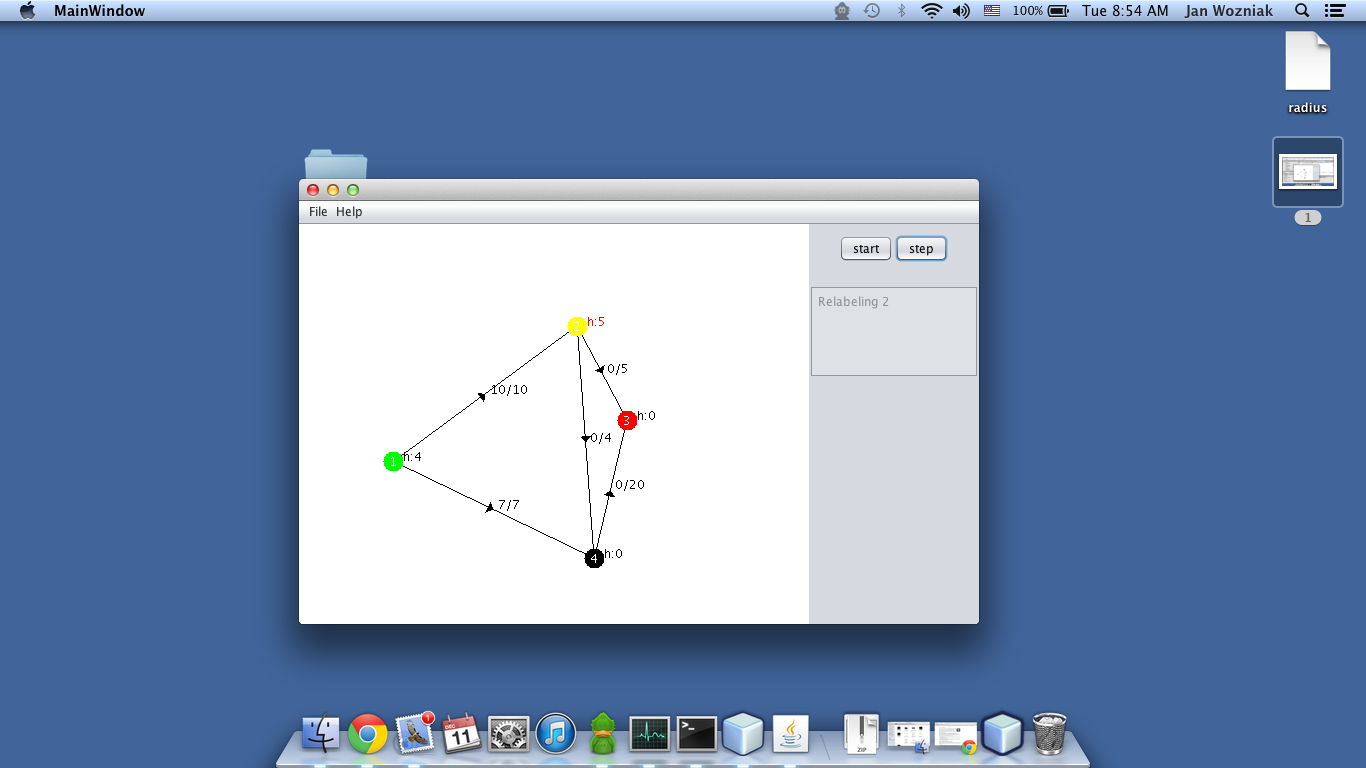 MainWindow
100%
Tue 8:54 AM
Jan Wozniak
radius
1
File Help
start
step
Relabeling 2
2
h:5
0/5
10/10
3
h:0
0/4
1
h:4
0/20
7/7
4
h:0
1
DEC
11
ZIP